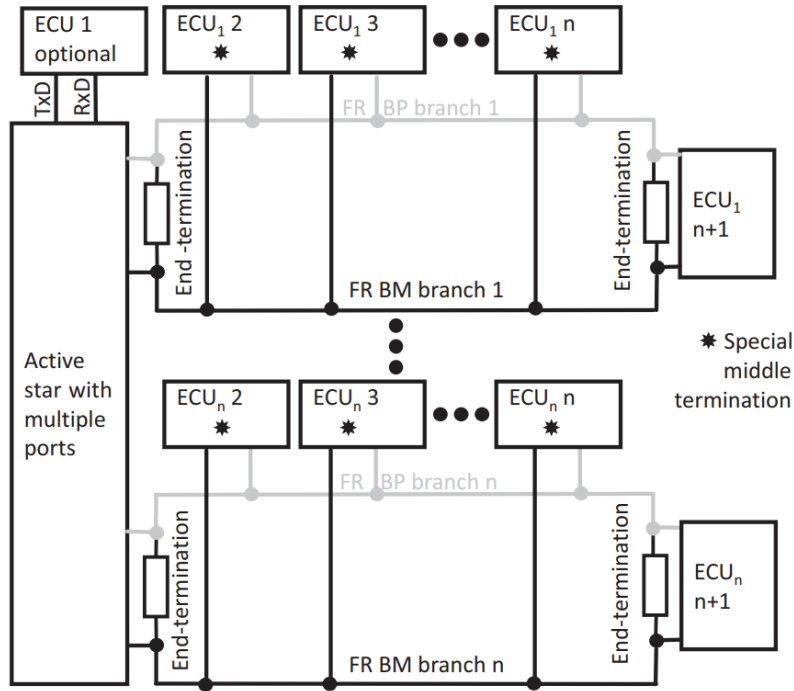 ECU 1
optional
TxD
RxD
ECU₁ 2
ECU₁ 3
ECU₁ n
FR BP branch 1
End -termination
End-termination
ECU₁
n+1
FR BM branch 1
Active
star with
multiple
ports
Special
middle
termination
ECUₙ 2
ECUₙ 3
ECUₙ n
FR BP branch n
End-termination
End-termination
ECUₙ
n+1
FR BM branch n